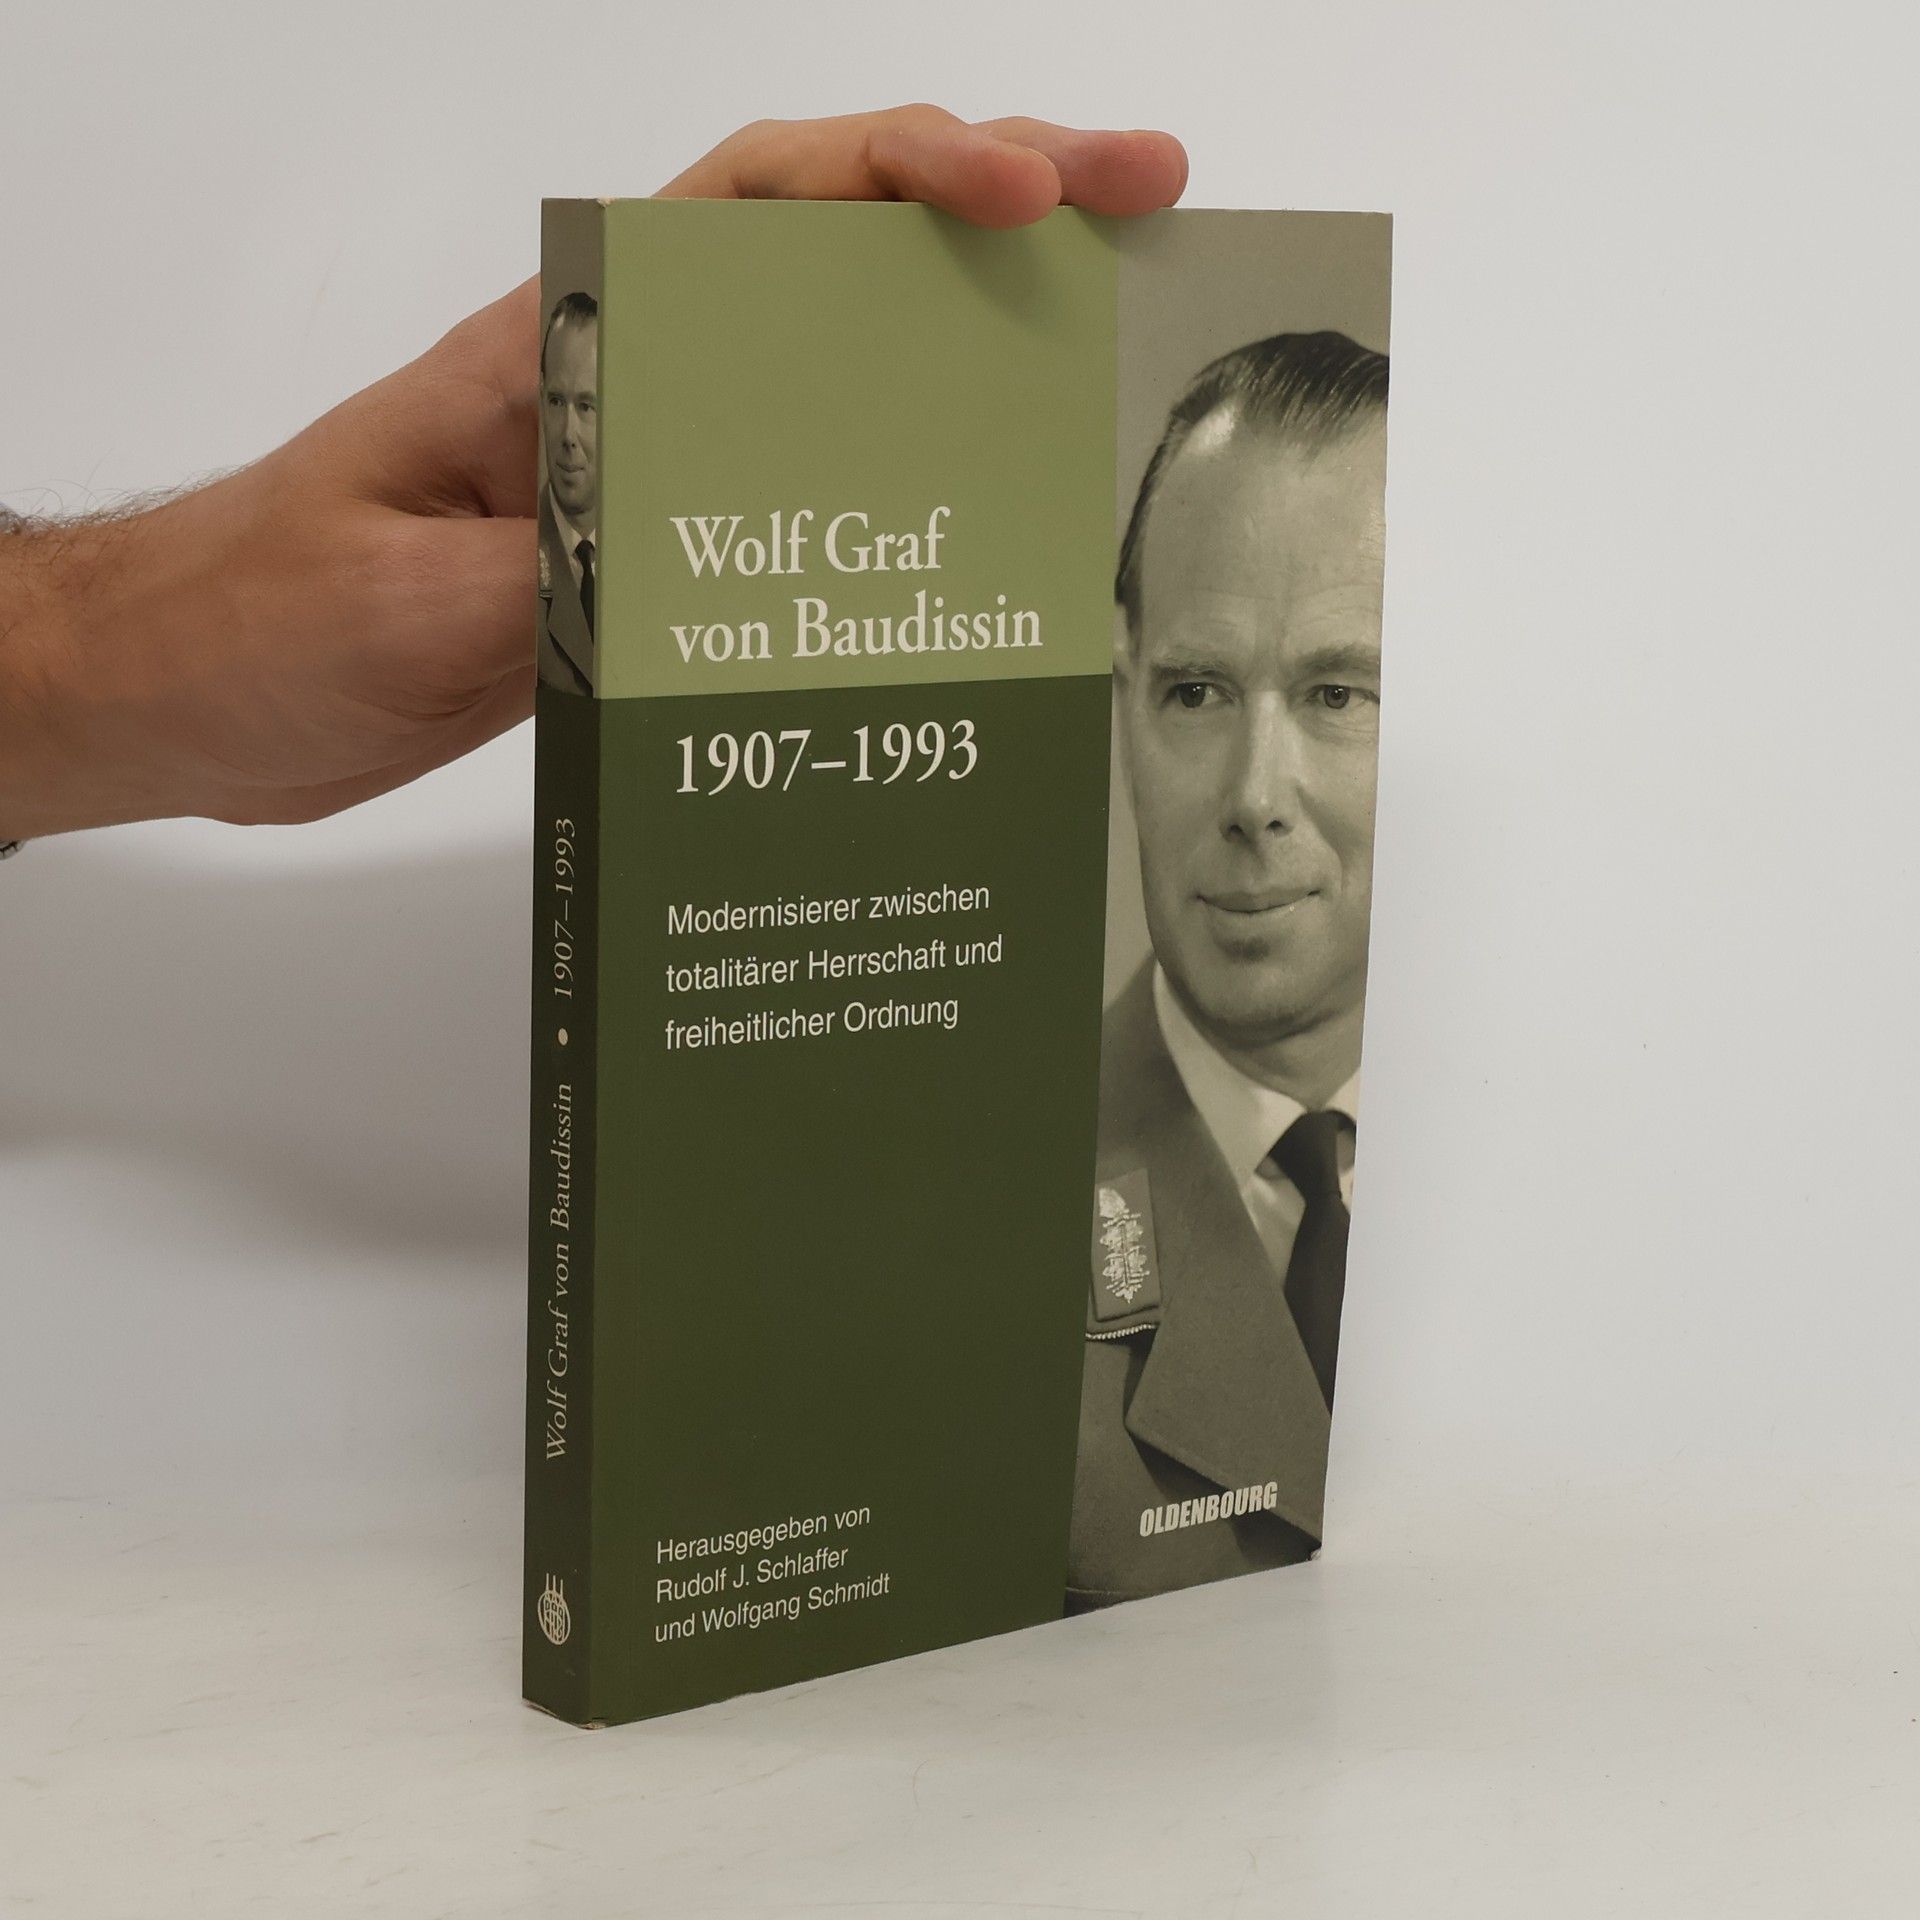 Wolf Graf
von Baudissin
1907–1993
Modernisierer zwischen
totalitärer Herrschaft und
freiheitlicher Ordnung
Herausgegeben von
Rudolf J. Schlaffer
und Wolfgang Schmidt
OLDENBOURG
Wolf Graf von Baudissin • 1907–1993